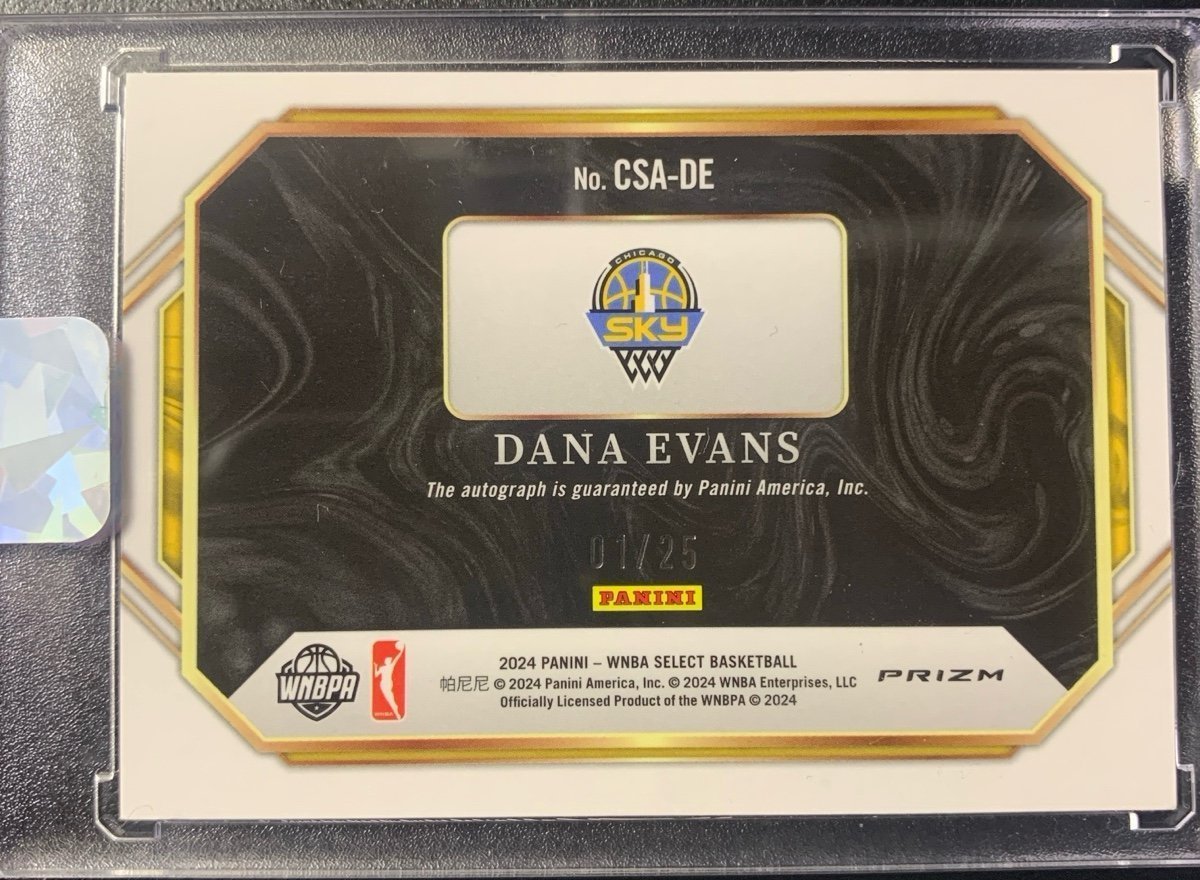 No. CSA-DE
CHICAGO
SKY
DANA EVANS
The autograph is guaranteed by Panini America, Inc.
01/25
PANINI
WNBPA
WNBA
2024 PANINI – WNBA SELECT BASKETBALL
帕尼尼 © 2024 Panini America, Inc. © 2024 WNBA Enterprises, LLC
Officially Licensed Product of the WNBPA © 2024
PRIZM